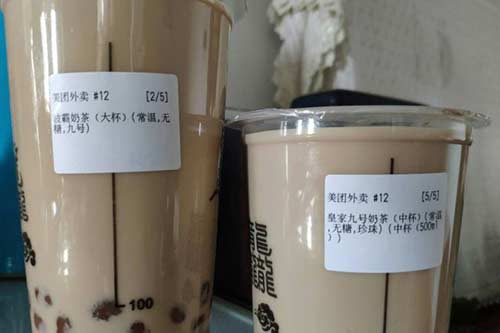 美团外卖 #12 [2/5]
波霸奶茶（大杯）(常温,无
糖,九号)
100
美团外卖 #12 [5/5]
皇家九号奶茶（中杯）(常温
,无糖,珍珠)(中杯（500ml
）)
龍
龍